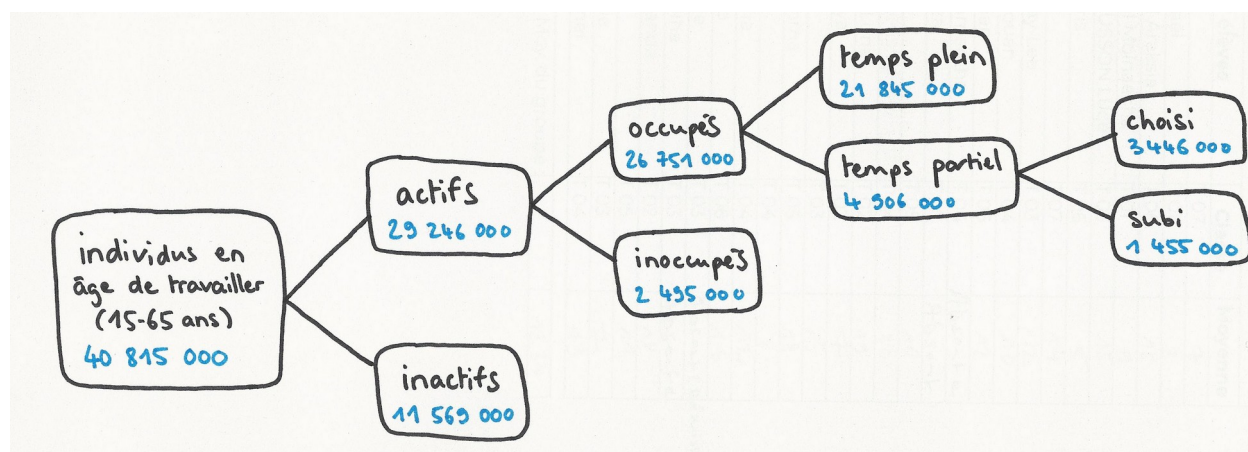 temps plein
21 845 000
occupés
26 751 000
choisi
3 446 000
temps partiel
4 906 000
actifs
29 246 000
subi
1 455 000
individus en
âge de travailler
(15-65 ans)
40 815 000
inoccupés
2 495 000
inactifs
11 569 000